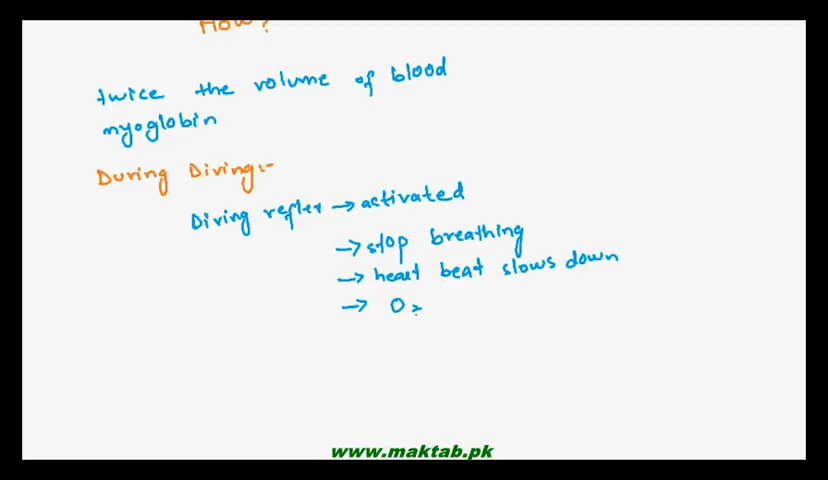 How?
twice the volume of blood
myoglobin
During Diving:-
Diving reflex → activated
→ stop breathing
→ heart beat slows down
→ O2
www.maktab.pk